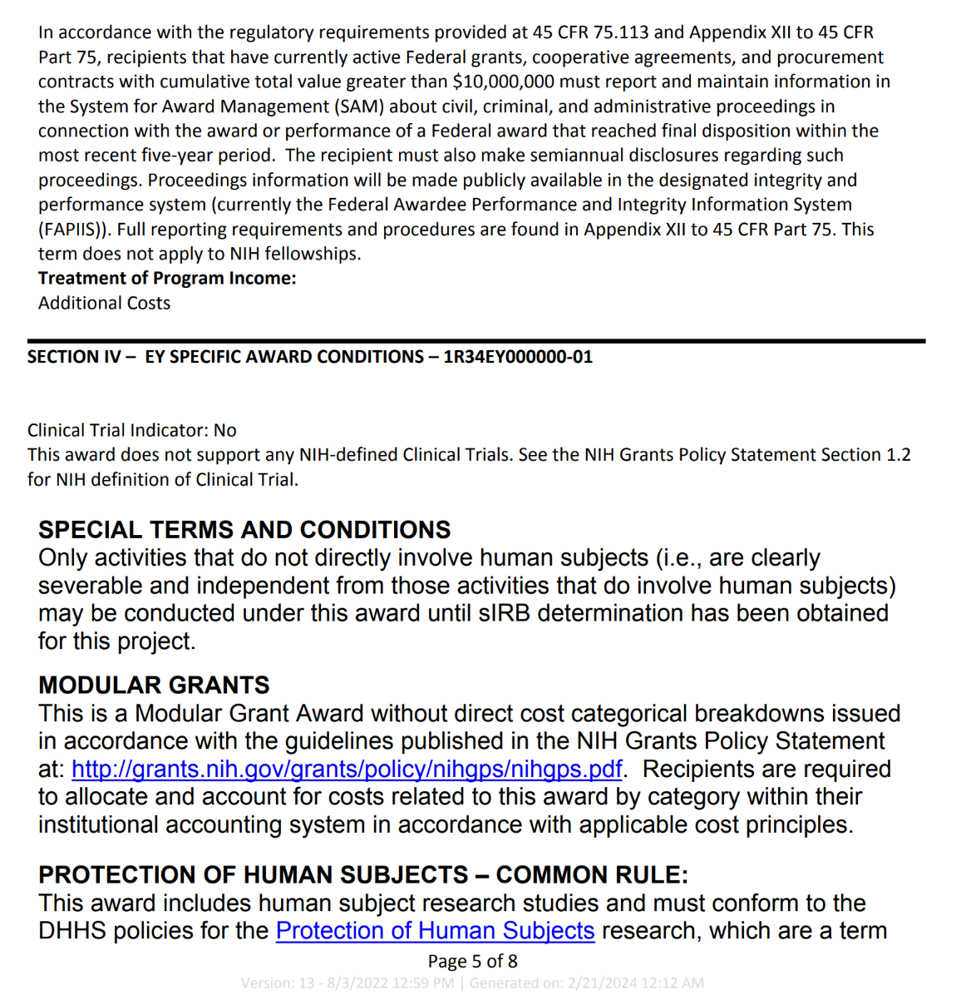 In accordance with the regulatory requirements provided at 45 CFR 75.113 and Appendix XII to 45 CFR
Part 75, recipients that have currently active Federal grants, cooperative agreements, and procurement
contracts with cumulative total value greater than $10,000,000 must report and maintain information in
the System for Award Management (SAM) about civil, criminal, and administrative proceedings in
connection with the award or performance of a Federal award that reached final disposition within the
most recent five-year period.  The recipient must also make semiannual disclosures regarding such
proceedings. Proceedings information will be made publicly available in the designated integrity and
performance system (currently the Federal Awardee Performance and Integrity Information System
(FAPIIS)). Full reporting requirements and procedures are found in Appendix XII to 45 CFR Part 75. This
term does not apply to NIH fellowships.
Treatment of Program Income:
Additional Costs
SECTION IV –  EY SPECIFIC AWARD CONDITIONS – 1R34EY000000-01
Clinical Trial Indicator: No
This award does not support any NIH-defined Clinical Trials. See the NIH Grants Policy Statement Section 1.2
for NIH definition of Clinical Trial.
SPECIAL TERMS AND CONDITIONS
Only activities that do not directly involve human subjects (i.e., are clearly
severable and independent from those activities that do involve human subjects)
may be conducted under this award until sIRB determination has been obtained
for this project.
MODULAR GRANTS
This is a Modular Grant Award without direct cost categorical breakdowns issued
in accordance with the guidelines published in the NIH Grants Policy Statement
at: http://grants.nih.gov/grants/policy/nihgps/nihgps.pdf.  Recipients are required
to allocate and account for costs related to this award by category within their
institutional accounting system in accordance with applicable cost principles.
PROTECTION OF HUMAN SUBJECTS – COMMON RULE:
This award includes human subject research studies and must conform to the
DHHS policies for the Protection of Human Subjects research, which are a term
Page 5 of 8
Version: 13 - 8/3/2022 12:59 PM | Generated on: 2/21/2024 12:12 AM